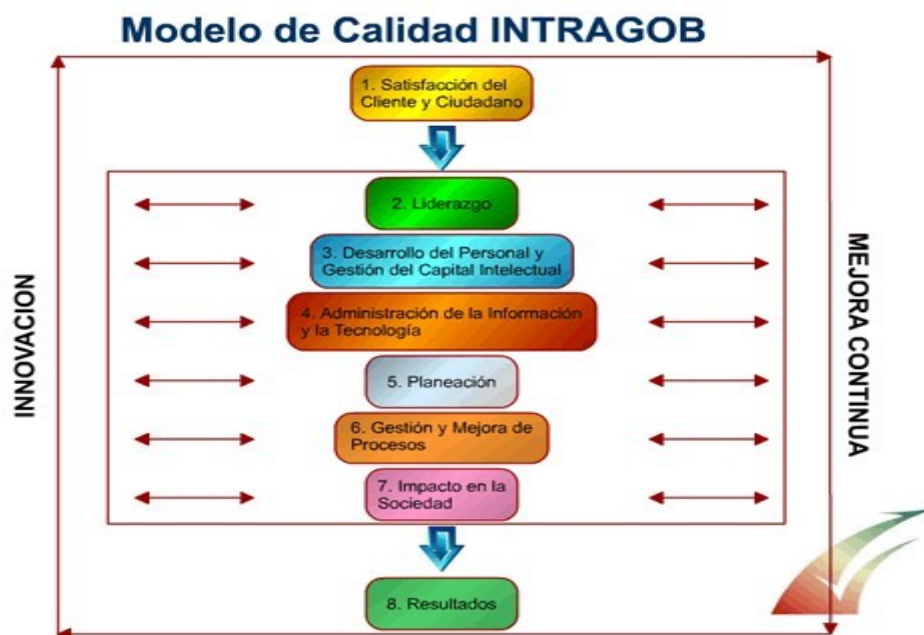 Modelo de Calidad INTRAGOB
1. Satisfacción del
Cliente y Ciudadano
2. Liderazgo
3. Desarrollo del Personal y
Gestión del Capital Intelectual
4. Administración de la Información
y la Tecnología
5. Planeación
6. Gestión y Mejora de
Procesos
7. Impacto en la
Sociedad
8. Resultados
INNOVACION
MEJORA CONTINUA